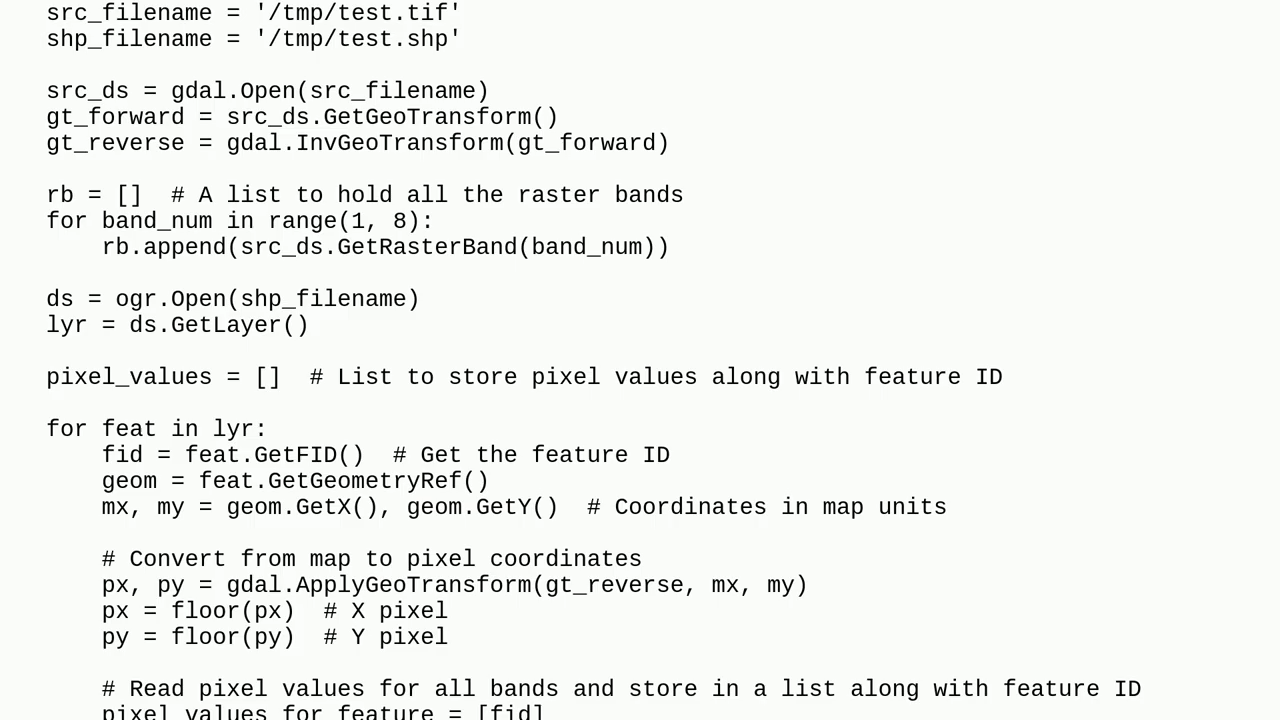 src_filename = '/tmp/test.tif'
shp_filename = '/tmp/test.shp'
src_ds = gdal.Open(src_filename)
gt_forward = src_ds.GetGeoTransform()
gt_reverse = gdal.InvGeoTransform(gt_forward)
rb = []  # A list to hold all the raster bands
for band_num in range(1, 8):
    rb.append(src_ds.GetRasterBand(band_num))
ds = ogr.Open(shp_filename)
lyr = ds.GetLayer()
pixel_values = []  # List to store pixel values along with feature ID
for feat in lyr:
    fid = feat.GetFID()  # Get the feature ID
    geom = feat.GetGeometryRef()
    mx, my = geom.GetX(), geom.GetY()  # Coordinates in map units
    # Convert from map to pixel coordinates
    px, py = gdal.ApplyGeoTransform(gt_reverse, mx, my)
    px = floor(px)  # X pixel
    py = floor(py)  # Y pixel
    # Read pixel values for all bands and store in a list along with feature ID
    pixel_values_for_feature = [fid]